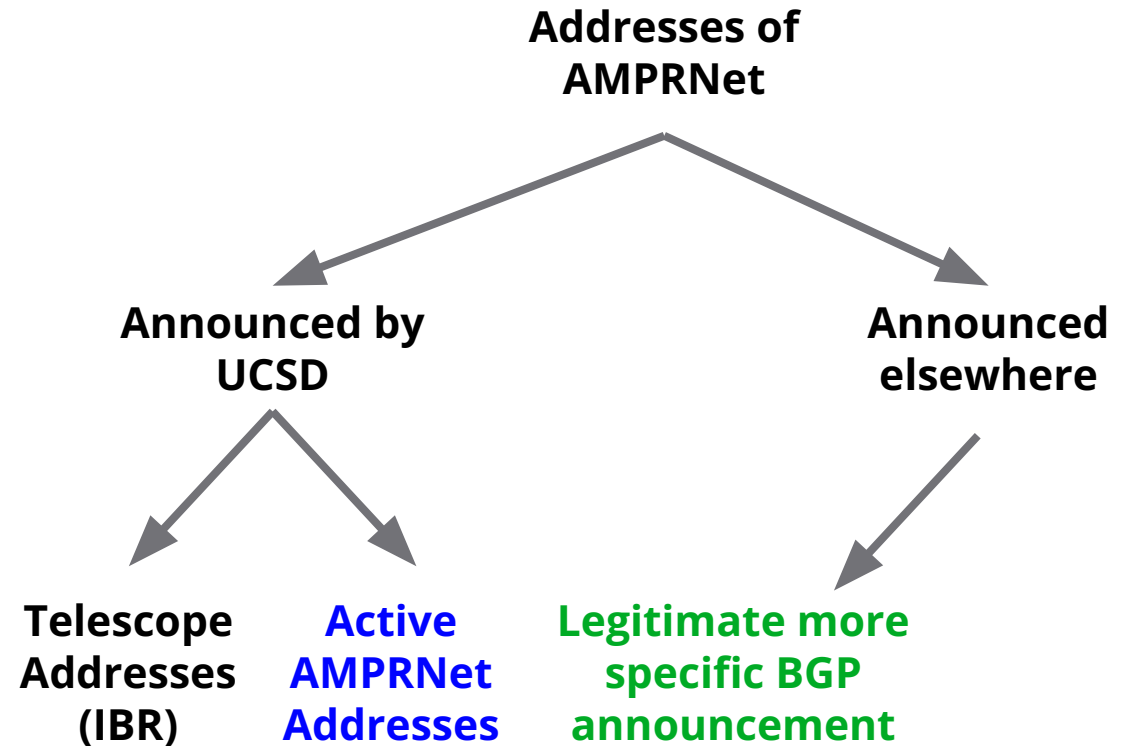 Addresses of
AMPRNet
Announced by
UCSD
Announced
elsewhere
Telescope
Addresses
(IBR)
Active
AMPRNet
Addresses
Legitimate more
specific BGP
announcement